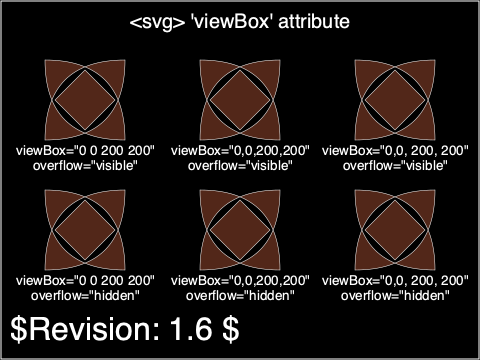 <svg> 'viewBox' attribute
viewBox="0 0 200 200"
overflow="visible"
viewBox="0,0,200,200"
overflow="visible"
viewBox="0,0, 200, 200"
overflow="visible"
viewBox="0 0 200 200"
overflow="hidden"
viewBox="0,0,200,200"
overflow="hidden"
viewBox="0,0, 200, 200"
overflow="hidden"
$Revision: 1.6 $